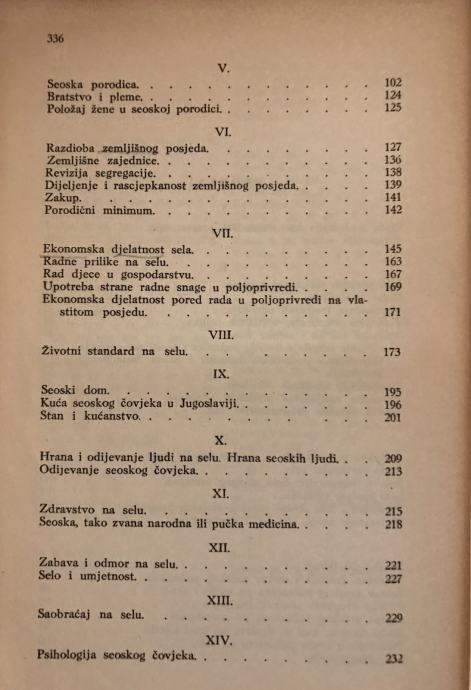 336
V.
Seoska porodica. . . . . . . . . . . . 102
Bratstvo i pleme. . . . . . . . . . . . 124
Položaj žene u seoskoj porodici. . . . . . . . 125
VI.
Razdioba zemljišnog posjeda. . . . . . . . 127
Zemljišne zajednice. . . . . . . . . . . 136
Revizija segregacije. . . . . . . . . . . 138
Dijeljenje i rascjepkanost zemljišnog posjeda. . . . . 139
Zakup. . . . . . . . . . . . . . 141
Porodični minimum. . . . . . . . . . . 142
VII.
Ekonomska djelatnost sela. . . . . . . . . 145
Radne prilike na selu. . . . . . . . . . 163
Rad djece u gospodarstvu. . . . . . . . . 167
Upotreba strane radne snage u poljoprivredi. . . . . 169
Ekonomska djelatnost pored rada u poljoprivredi na vla-
stitom posjedu. . . . . . . . . . . 171
VIII.
Životni standard na selu. . . . . . . . . 173
IX.
Seoski dom. . . . . . . . . . . . . 195
Kuća seoskog čovjeka u Jugoslaviji. . . . . . . 196
Stan i kućanstvo. . . . . . . . . . . . 201
X.
Hrana i odijevanje ljudi na selu. Hrana seoskih ljudi. . . 209
Odijevanje seoskog čovjeka. . . . . . . . . 213
XI.
Zdravstvo na selu. . . . . . . . . . . 215
Seoska, tako zvana narodna ili pučka medicina. . . . . 218
XII.
Zabava i odmor na selu. . . . . . . . . . 221
Selo i umjetnost. . . . . . . . . . . . 227
XIII.
Saobraćaj na selu. . . . . . . . . . . 229
XIV.
Psihologija seoskog čovjeka. . . . . . . . . 232